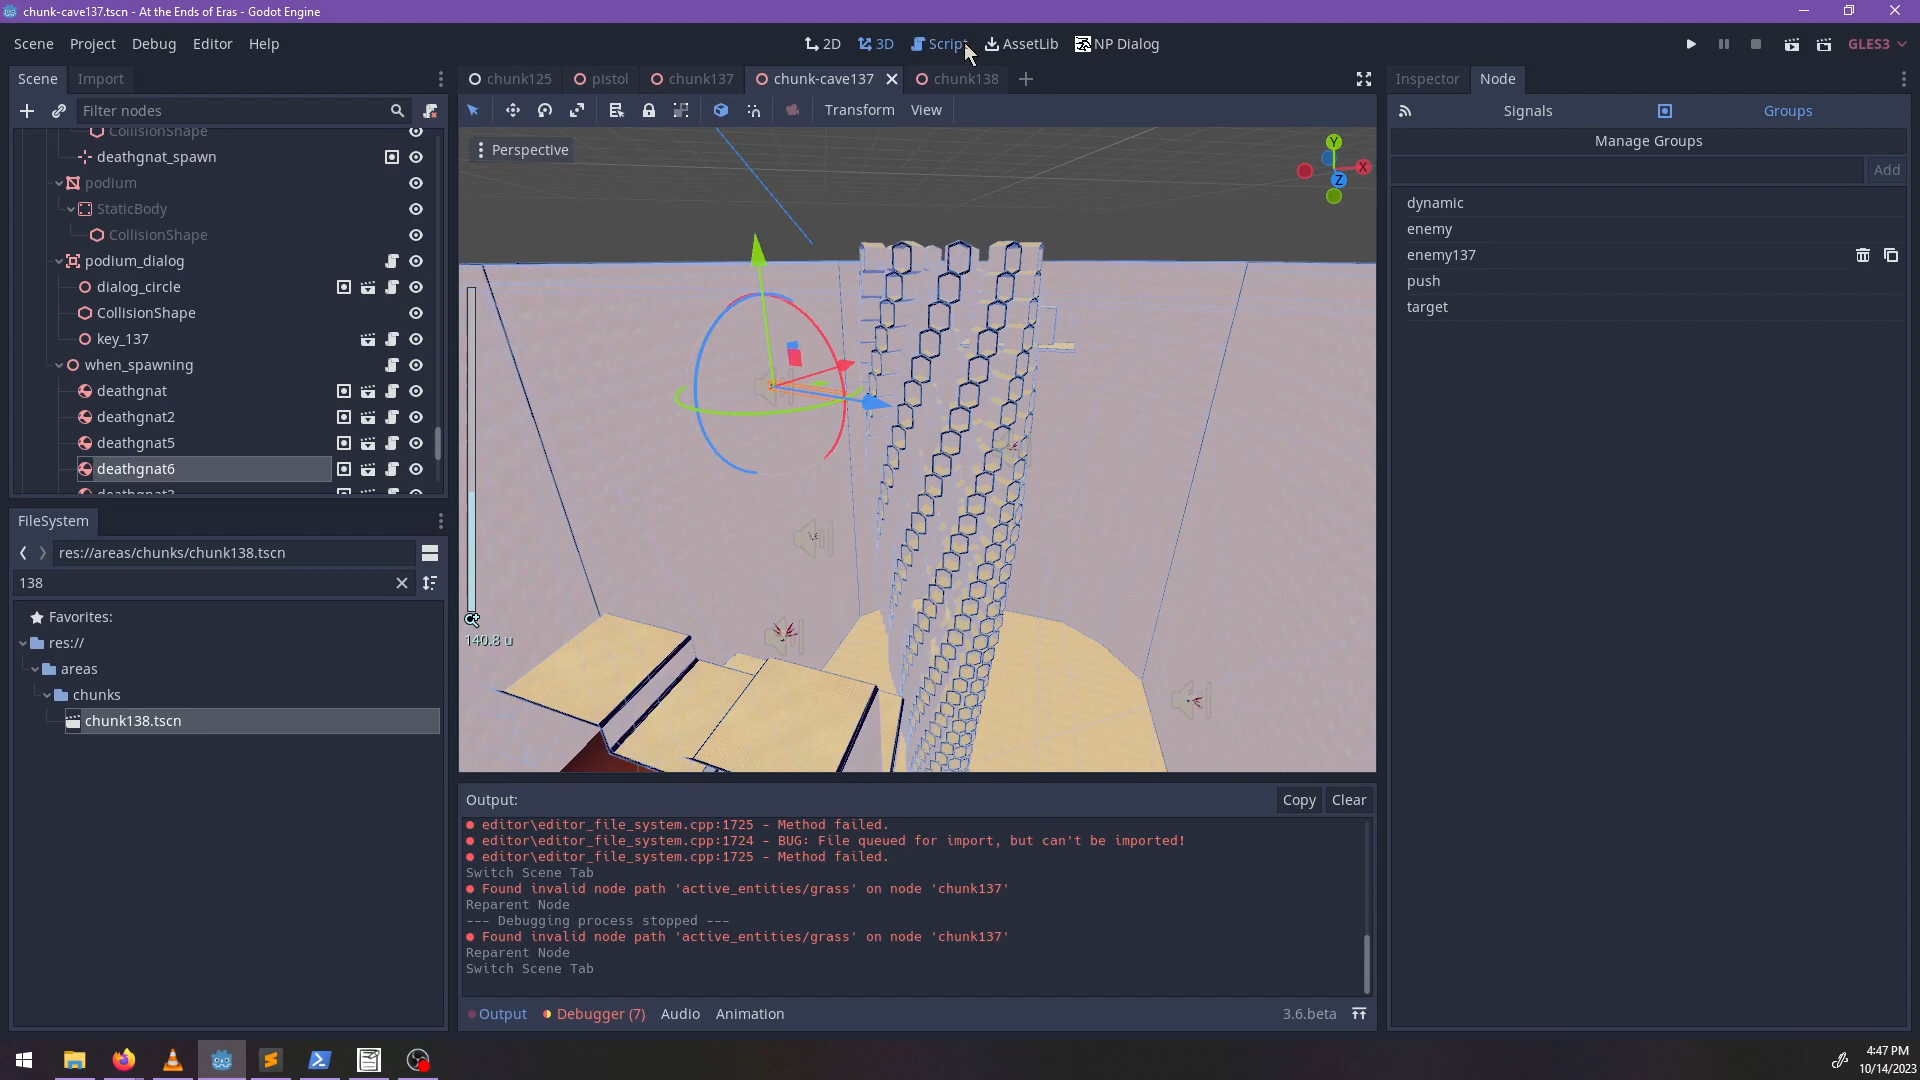 chunk-cave137.tscn - At the Ends of Eras - Godot Engine
Scene Project Debug Editor Help
2D 3D Script AssetLib NP Dialog
GLES3
Scene Import
chunk125 pistol chunk137 chunk-cave137 chunk138
Inspector Node
Filter nodes
Transform View
Signals Groups
Manage Groups
Add
CollisionShape
deathgnat_spawn
podium
StaticBody
CollisionShape
podium_dialog
dialog_circle
CollisionShape
key_137
when_spawning
deathgnat
deathgnat2
deathgnat5
deathgnat6
Perspective
Y
X
Z
140.8 u
dynamic
enemy
enemy137
push
target
FileSystem
res://areas/chunks/chunk138.tscn
138
Favorites:
res://
areas
chunks
chunk138.tscn
Output:
Copy Clear
editor\editor_file_system.cpp:1725 - Method failed.
editor\editor_file_system.cpp:1724 - BUG: File queued for import, but can't be imported!
editor\editor_file_system.cpp:1725 - Method failed.
Switch Scene Tab
Found invalid node path 'active_entities/grass' on node 'chunk137'
Reparent Node
--- Debugging process stopped ---
Found invalid node path 'active_entities/grass' on node 'chunk137'
Reparent Node
Switch Scene Tab
Output Debugger (7) Audio Animation
3.6.beta
4:47 PM
10/14/2023